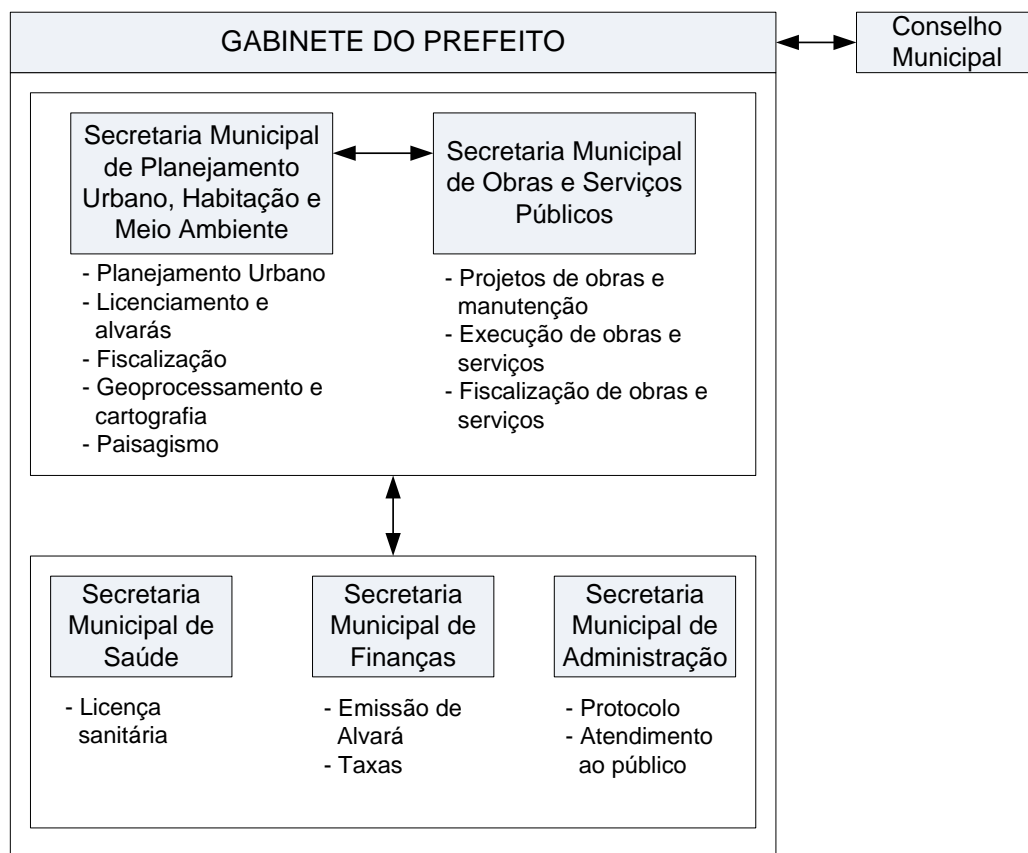 GABINETE DO PREFEITO
Conselho
Municipal
Secretaria Municipal
de Planejamento
Urbano, Habitação e
Meio Ambiente
- Planejamento Urbano
- Licenciamento e
alvarás
- Fiscalização
- Geoprocessamento e
cartografia
- Paisagismo
Secretaria Municipal
de Obras e Serviços
Públicos
- Projetos de obras e
manutenção
- Execução de obras e
serviços
- Fiscalização de obras e
serviços
Secretaria
Municipal de
Saúde
- Licença
sanitária
Secretaria
Municipal de
Finanças
- Emissão de
Alvará
- Taxas
Secretaria
Municipal de
Administração
- Protocolo
- Atendimento
ao público